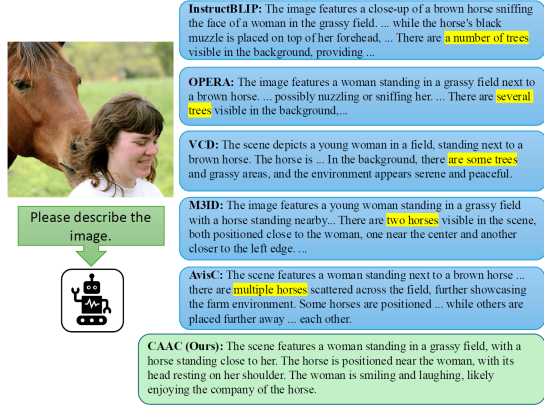 InstructBLIP: The image features a close-up of a brown horse sniffing
the face of a woman in the grassy field. ... while the horse's black
muzzle is placed on top of her forehead, ... There are a number of trees
visible in the background, providing ...
OPERA: The image features a woman standing in a grassy field next to
a brown horse. ... possibly nuzzling or sniffing her. ... There are several
trees visible in the background,...
VCD: The scene depicts a young woman in a field, standing next to a
brown horse. The horse is ... In the background, there are some trees
and grassy areas, and the environment appears serene and peaceful.
Please describe the
image.
M3ID: The image features a young woman standing in a grassy field
with a horse standing nearby... There are two horses visible in the scene,
both positioned close to the woman, one near the center and another
closer to the left edge. ...
AvisC: The scene features a woman standing next to a brown horse ...
there are multiple horses scattered across the field, further showcasing
the farm environment. Some horses are positioned ... while others are
placed further away ... each other.
CAAC (Ours): The scene features a woman standing in a grassy field, with a
horse standing close to her. The horse is positioned near the woman, with its
head resting on her shoulder. The woman is smiling and laughing, likely
enjoying the company of the horse.